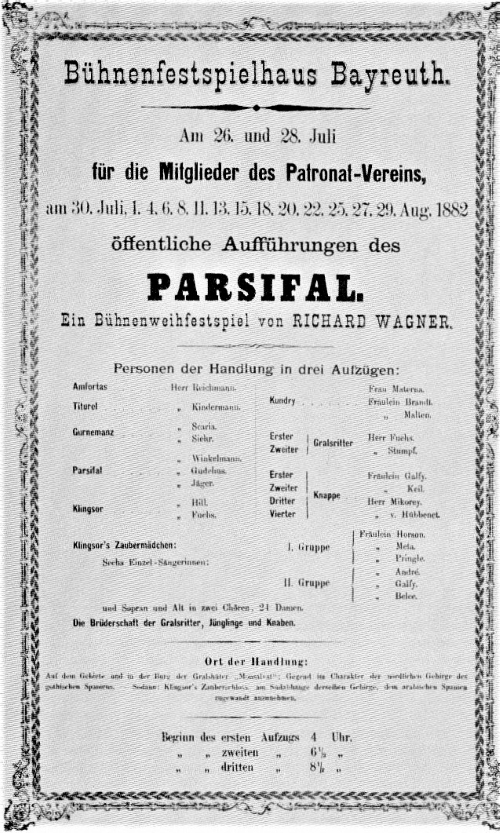 Bühnenfestspielhaus Bayreuth.
Am 26. und 28. Juli
für die Mitglieder des Patronat-Vereins,
am 30. Juli, 1. 4. 6. 8. 11. 13. 15. 18. 20. 22. 25. 27. 29. Aug. 1882
öffentliche Aufführungen des
PARSIFAL.
Ein Bühnenweihfestspiel von RICHARD WAGNER.
Personen der Handlung in drei Aufzügen:
Amfortas . . . Herr Reichmann.
Titurel . . . „ Kindermann.
Gurnemanz . . . „ Scaria.
„ Siehr.
Parsifal . . . „ Winkelmann.
„ Gudehus.
„ Jäger.
Klingsor . . . „ Hill.
„ Fuchs.
Kundry . . . . Frau Materna.
Fräulein Brandt.
„ Malten.
Erster Gralsritter Herr Fuchs.
Zweiter „ Stumpf.
Erster Knappe Fräulein Galfy.
Zweiter „ Keil.
Dritter Herr Mikorey.
Vierter „ v. Hübbenet.
Klingsor's Zaubermädchen:
Sechs Einzel-Sängerinnen:
I. Gruppe Fräulein Horson.
„ Meta.
„ Pringle.
II. Gruppe „ André.
„ Galfy.
„ Belce.
und Sopran und Alt in zwei Chören, 24 Damen.
Die Brüderschaft der Gralsritter, Jünglinge und Knaben.
Ort der Handlung:
Auf dem Gebiete und in der Burg der Gralshüter „Monsalvat“; Gegend im Charakter der nördlichen Gebirge des
gothischen Spaniens. Sodann: Klingsor's Zauberschloss, am Südabhange derselben Gebirge, dem arabischen Spanien
zugewandt anzunehmen.
Beginn des ersten Aufzugs 4 Uhr.
„ „ zweiten „ 6½ „
„ „ dritten „ 8½ „